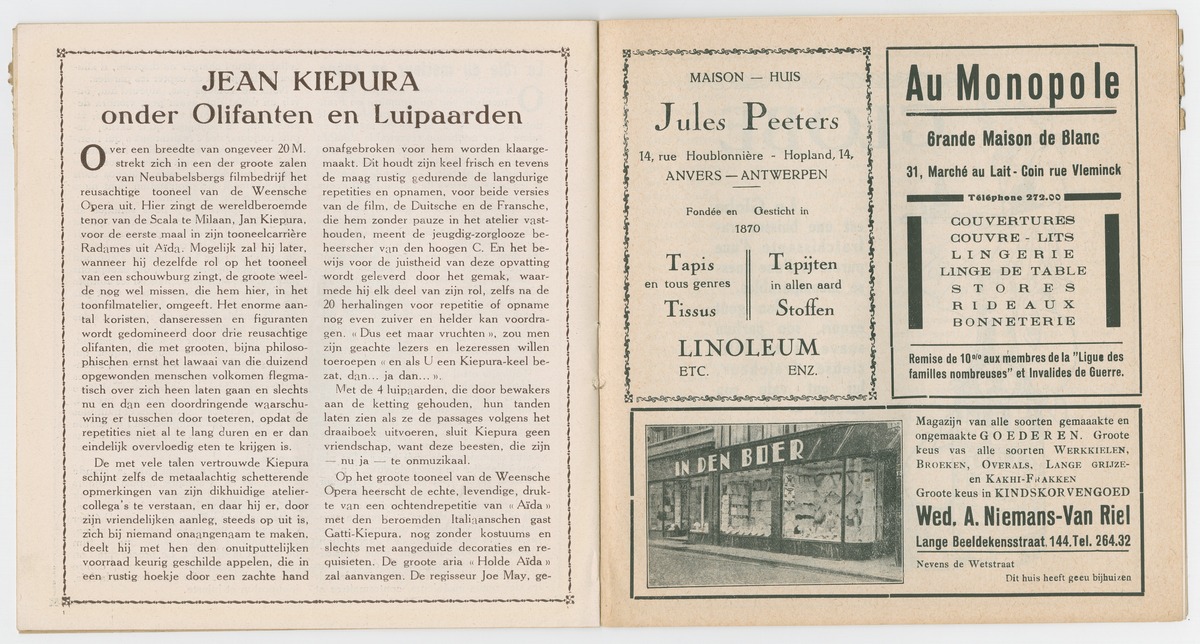 JEAN KIEPURA
onder Olifanten en Luipaarden
Over een breedte van ongeveer 20 M.
strekt zich in een der groote zalen
van Neubabelsbergs filmbedrijf het
reusachtige tooneel van de Weensche
Opera uit. Hier zingt de wereldberoemde
tenor van de Scala te Milaan, Jan Kiepura,
voor de eerste maal in zijn tooneelcarrière
Radames uit Aïda. Mogelijk zal hij later,
wanneer hij dezelfde rol op het tooneel
van een schouwburg zingt, de groote weel-
de nog wel missen, die hem hier, in het
toonfilmatelier, omgeeft. Het enorme aan-
tal koristen, danseressen en figuranten
wordt gedomineerd door drie reusachtige
olifanten, die met grooten, bijna philoso-
phischen ernst het lawaai van die duizend
opgewonden menschen volkomen flegma-
tisch over zich heen laten gaan en slechts
nu en dan een doordringende waarschu-
wing er tusschen door toeteren, opdat de
repetities niet al te lang duren en er dan
eindelijk overvloedig eten te krijgen is.
De met vele talen vertrouwde Kiepura
schijnt zelfs de metaalachtig schetterende
opmerkingen van zijn dikhuidige atelier-
collega's te verstaan, en daar hij er, door
zijn vriendelijken aanleg, steeds op uit is,
zich bij niemand onaangenaam te maken,
deelt hij met hen den onuitputtelijken
voorraad keurig geschilde appelen, die in
een rustig hoekje door een zachte hand
onafgebroken voor hem worden klaarge-
maakt. Dit houdt zijn keel frisch en tevens
de maag rustig gedurende de langdurige
repetities en opnamen, voor beide versies
van de film, de Duitsche en de Fransche,
die hem zonder pauze in het atelier vast-
houden, meent de jeugdig-zorglooze be-
heerscher van den hoogen C. En het be-
wijs voor de juistheid van deze opvatting
wordt geleverd door het gemak, waar-
mede hij elk deel van zijn rol, zelfs na de
20 herhalingen voor repetitie of opname
nog even zuiver en helder kan voordra-
gen. « Dus eet maar vruchten », zou men
zijn geachte lezers en lezeressen willen
toeroepen « en als U een Kiepura-keel be-
zat, dan... ja dan... ».
Met de 4 luipaarden, die door bewakers
aan de ketting gehouden, hun tanden
laten zien als ze de passages volgens het
draaiboek uitvoeren, sluit Kiepura geen
vriendschap, want deze beesten, die zijn
— nu ja — te onmuzikaal.
Op het groote tooneel van de Weensche
Opera heerscht de echte, levendige, druk-
te van een ochtendrepetitie van « Aïda »
met den beroemden Italiaanschen gast
Gatti-Kiepura, nog zonder kostuums en
slechts met aangeduide decoraties en re-
quisieten. De groote aria « Holde Aïda »
zal aanvangen. De regisseur Joe May, ge-
MAISON — HUIS
Jules Peeters
14, rue Houblonnière - Hopland, 14,
ANVERS — ANTWERPEN
Fondée en Gesticht in
1870
Tapis
en tous genres
Tissus
Tapijten
in allen aard
Stoffen
LINOLEUM
ETC. ENZ.
Au Monopole
Grande Maison de Blanc
31, Marché au Lait - Coin rue Vleminck
Téléphone 272.00
COUVERTURES
COUVRE - LITS
LINGERIE
LINGE DE TABLE
STORES
RIDEAUX
BONNETERIE
Remise de 10 o/o aux membres de la "Ligue des
familles nombreuses" et Invalides de Guerre.
IN DEN BOER
Magazijn van alle soorten gemaaakte en
ongemaakte GOEDEREN. Groote
keus vas alle soorten WERKKIELEN,
BROEKEN, OVERALS, LANGE GRIJZE-
en KAKHI-FRAKKEN
Groote keus in KINDSKORVENGOED
Wed. A. Niemans-Van Riel
Lange Beeldekensstraat, 144, Tel. 264.32
Nevens de Wetstraat
Dit huis heeft geeu bijhuizen